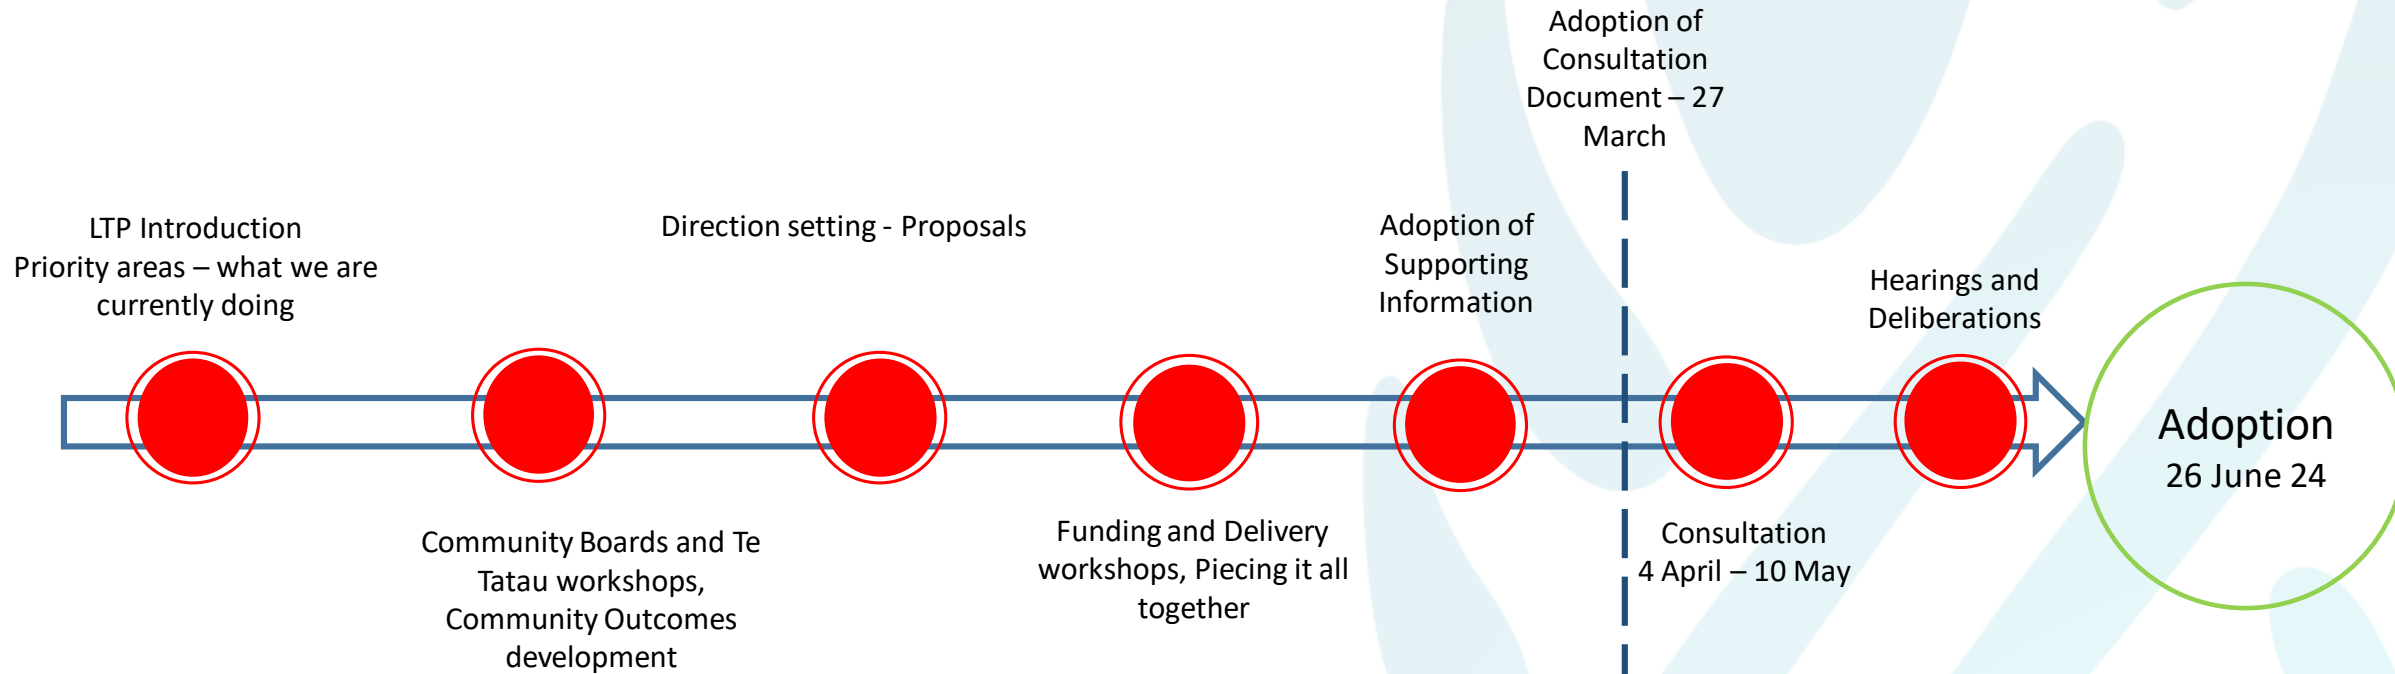 LTP Introduction
Priority areas – what we are
currently doing
Community Boards and Te
Tatau workshops,
Community Outcomes
development
Direction setting - Proposals
Funding and Delivery
workshops, Piecing it all
together
Adoption of
Supporting
Information
Adoption of
Consultation
Document – 27
March
Consultation
4 April – 10 May
Hearings and
Deliberations
Adoption
26 June 24